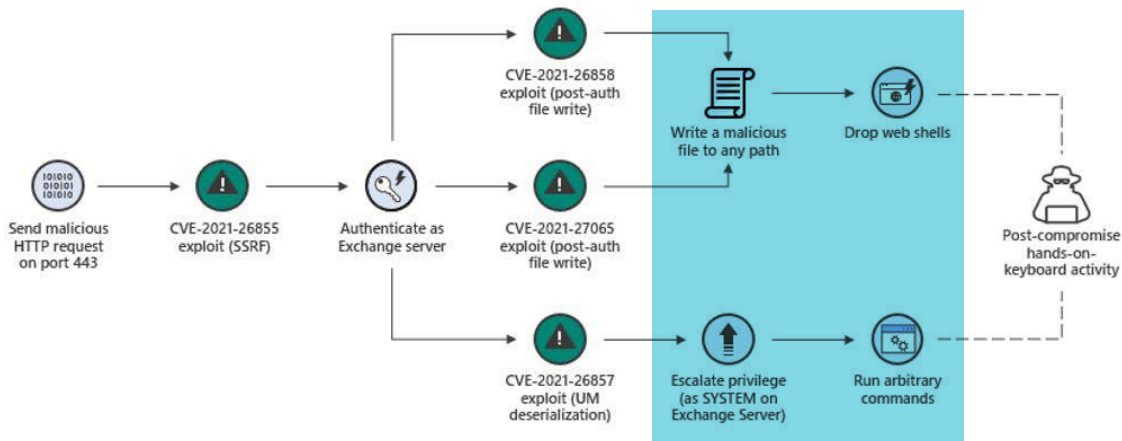 CVE-2021-26858
exploit (post-auth
file write)
Write a malicious
file to any path
Drop web shells
101010
010101
101010
Send malicious
HTTP request
on port 443
CVE-2021-26855
exploit (SSRF)
Authenticate as
Exchange server
CVE-2021-27065
exploit (post-auth
file write)
Post-compromise
hands-on-
keyboard activity
CVE-2021-26857
exploit (UM
deserialization)
Escalate privilege
(as SYSTEM on
Exchange Server)
Run arbitrary
commands